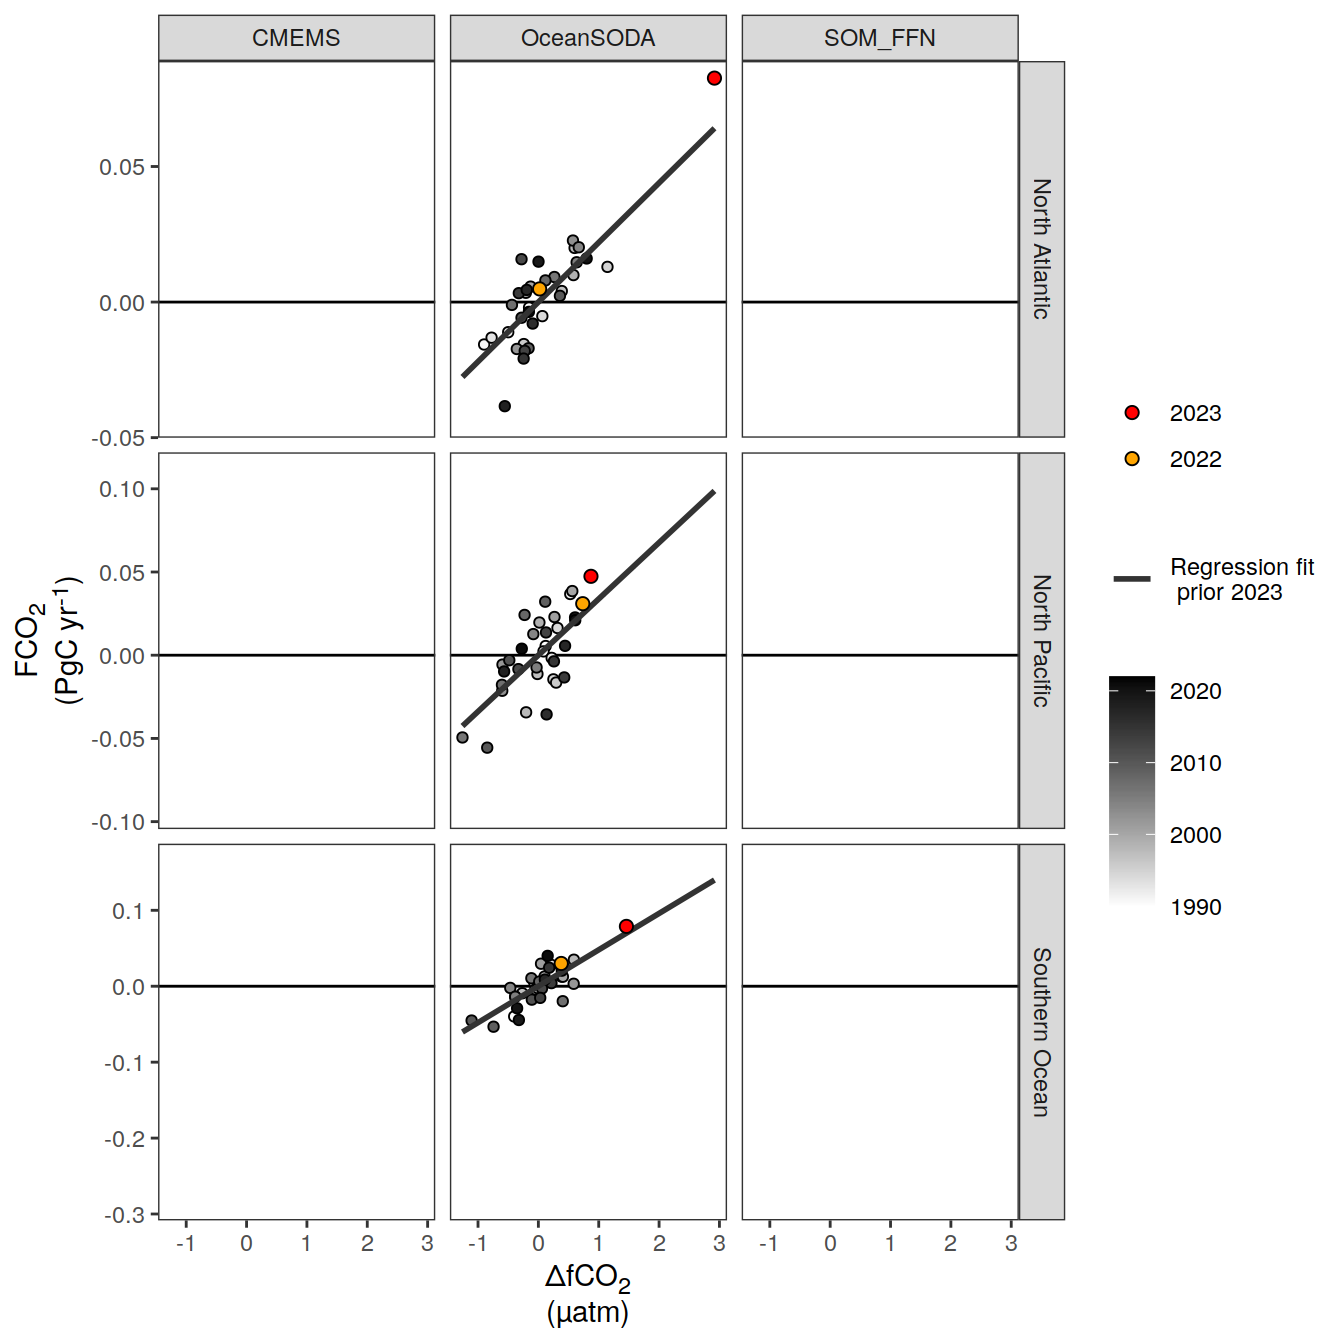 CMEMS OceanSODA SOM_FFN
0.05
0.00
-0.05
North Atlantic
0.10
0.05
0.00
-0.05
-0.10
North Pacific
0.1
0.0
-0.1
-0.2
-0.3
Southern Ocean
-1 0 1 2 3 -1 0 1 2 3 -1 0 1 2 3
ΔfCO₂
(µatm)
FCO₂
(PgC yr⁻¹)
2023
2022
Regression fit
prior 2023
2020
2010
2000
1990